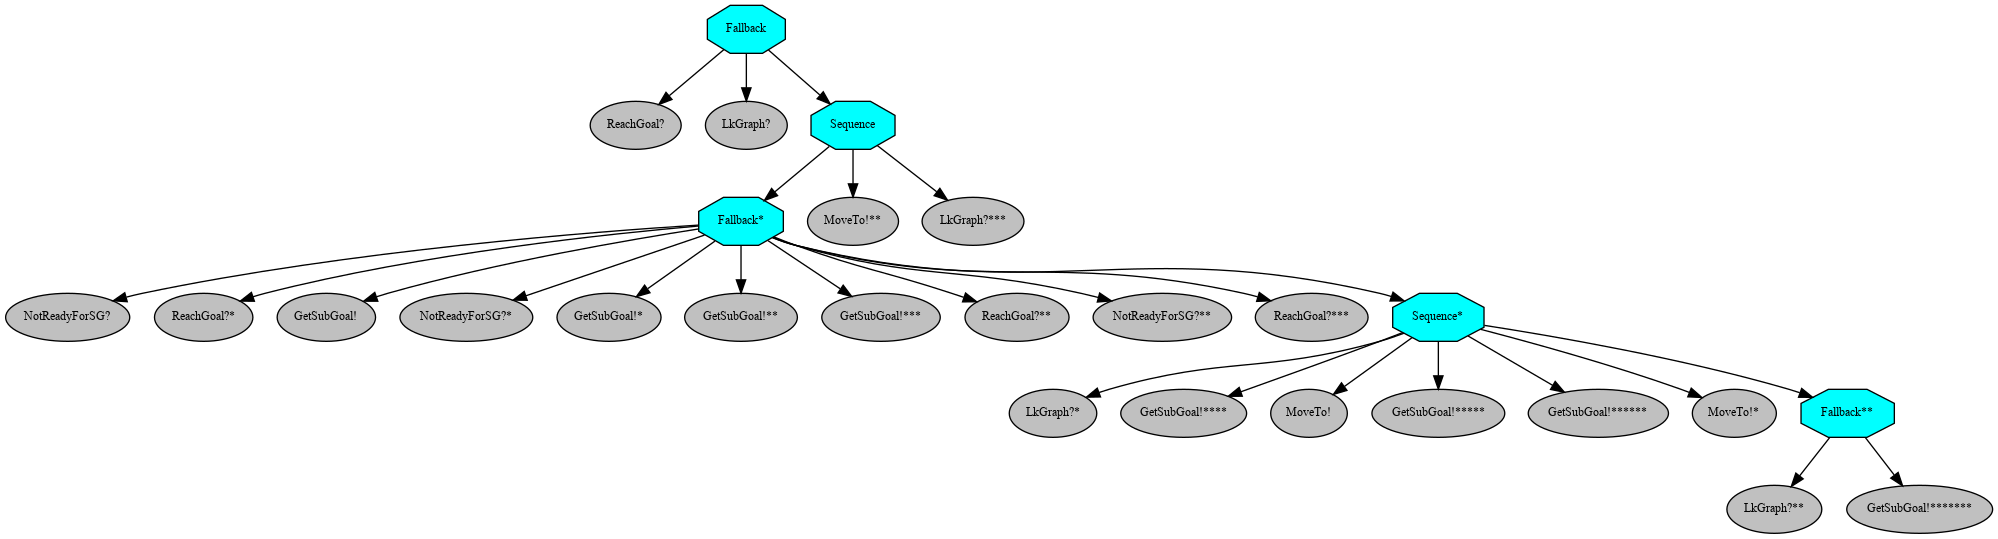 Fallback
ReachGoal?
LkGraph?
Sequence
Fallback*
MoveTo!**
LkGraph?***
NotReadyForSG?
ReachGoal?*
GetSubGoal!
NotReadyForSG?*
GetSubGoal!*
GetSubGoal!**
GetSubGoal!***
ReachGoal?**
NotReadyForSG?**
ReachGoal?***
Sequence*
LkGraph?*
GetSubGoal!****
MoveTo!
GetSubGoal!*****
GetSubGoal!******
MoveTo!*
Fallback**
LkGraph?**
GetSubGoal!*******